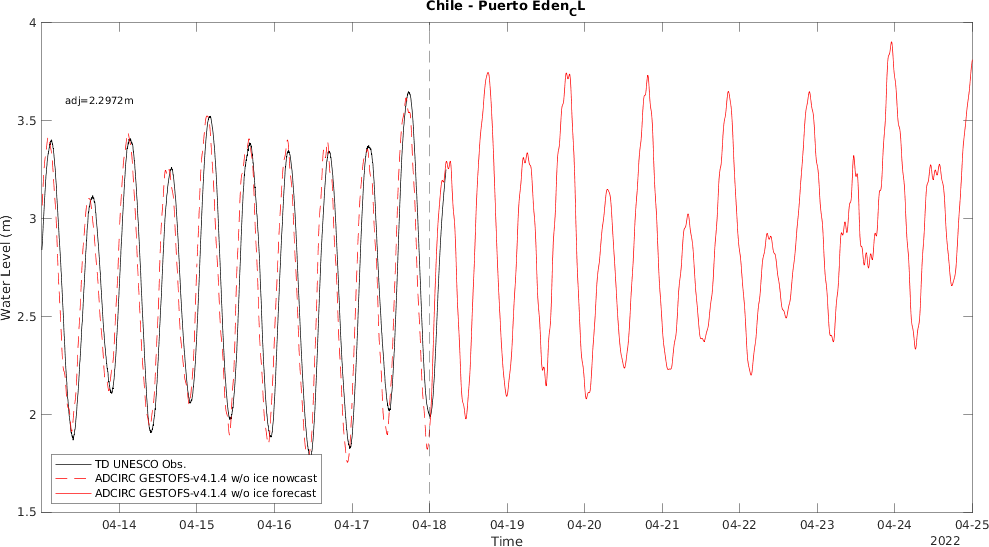 Chile - Puerto Eden_CL
4
3.5
3
2.5
2
1.5
Water Level (m)
adj=2.2972m
TD UNESCO Obs.
ADCIRC GESTOFS-v4.1.4 w/o ice nowcast
ADCIRC GESTOFS-v4.1.4 w/o ice forecast
04-14 04-15 04-16 04-17 04-18 04-19 04-20 04-21 04-22 04-23 04-24 04-25
Time
2022